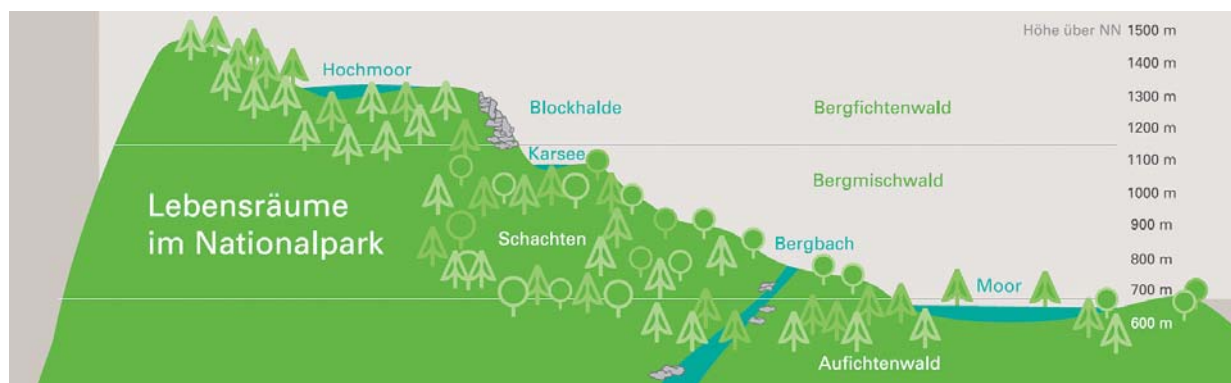 Höhe über NN 1500 m
1400 m
Hochmoor
1300 m
Blockhalde
Bergfichtenwald
1200 m
Karsee
1100 m
Bergmischwald
1000 m
Lebensräume
im Nationalpark
900 m
Schachten
Bergbach
800 m
Moor
700 m
600 m
Aufichtenwald